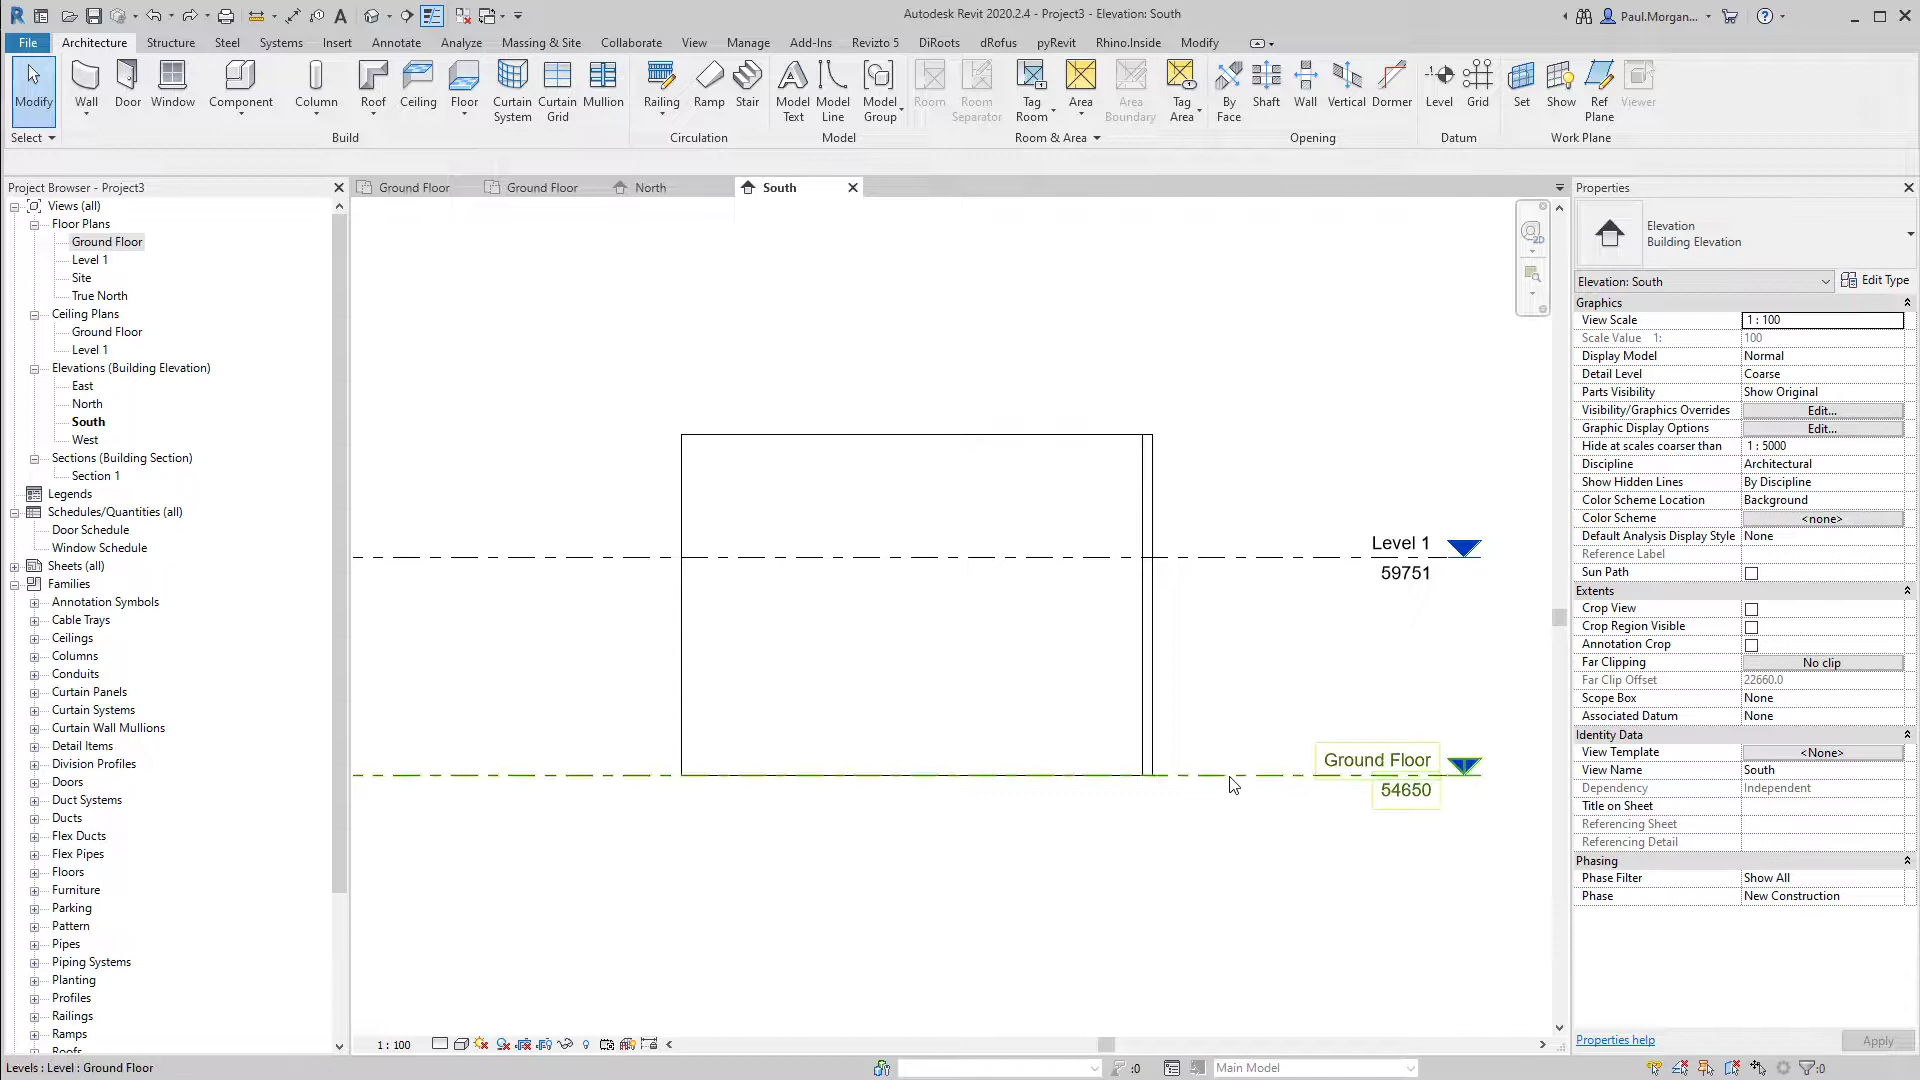 Autodesk Revit 2020.2.4 - Project3 - Elevation: South
Paul.Morgan...
File Architecture Structure Steel Systems Insert Annotate Analyze Massing & Site Collaborate View Manage Add-Ins Revizto 5 DiRoots dRofus pyRevit Rhino.Inside Modify
Modify Wall Door Window Component Column Roof Ceiling Floor Curtain System Curtain Grid Mullion Railing Ramp Stair Model Text Model Line Model Group Room Room Separator Tag Room Area Area Boundary Tag Area By Face Shaft Wall Vertical Dormer Level Grid Set Show Ref Plane Viewer
Select Build Circulation Model Room & Area Opening Datum Work Plane
Project Browser - Project3
Ground Floor Ground Floor North South
Views (all)
Floor Plans
Ground Floor
Level 1
Site
True North
Ceiling Plans
Ground Floor
Level 1
Elevations (Building Elevation)
East
North
South
West
Sections (Building Section)
Section 1
Legends
Schedules/Quantities (all)
Door Schedule
Window Schedule
Sheets (all)
Families
Annotation Symbols
Cable Trays
Ceilings
Columns
Conduits
Curtain Panels
Curtain Systems
Curtain Wall Mullions
Detail Items
Division Profiles
Doors
Duct Systems
Ducts
Flex Ducts
Flex Pipes
Floors
Furniture
Parking
Pattern
Pipes
Piping Systems
Planting
Profiles
Railings
Ramps
Roofs
Level 1
59751
Ground Floor
54650
2D
Properties
Elevation
Building Elevation
Elevation: South Edit Type
Graphics
View Scale 1 : 100
Scale Value 1: 100
Display Model Normal
Detail Level Coarse
Parts Visibility Show Original
Visibility/Graphics Overrides Edit...
Graphic Display Options Edit...
Hide at scales coarser than 1 : 5000
Discipline Architectural
Show Hidden Lines By Discipline
Color Scheme Location Background
Color Scheme <none>
Default Analysis Display Style None
Reference Label
Sun Path
Extents
Crop View
Crop Region Visible
Annotation Crop
Far Clipping No clip
Far Clip Offset 22660.0
Scope Box None
Associated Datum None
Identity Data
View Template <None>
View Name South
Dependency Independent
Title on Sheet
Referencing Sheet
Referencing Detail
Phasing
Phase Filter Show All
Phase New Construction
Properties help Apply
1 : 100
Levels : Level : Ground Floor
:0 Main Model :0